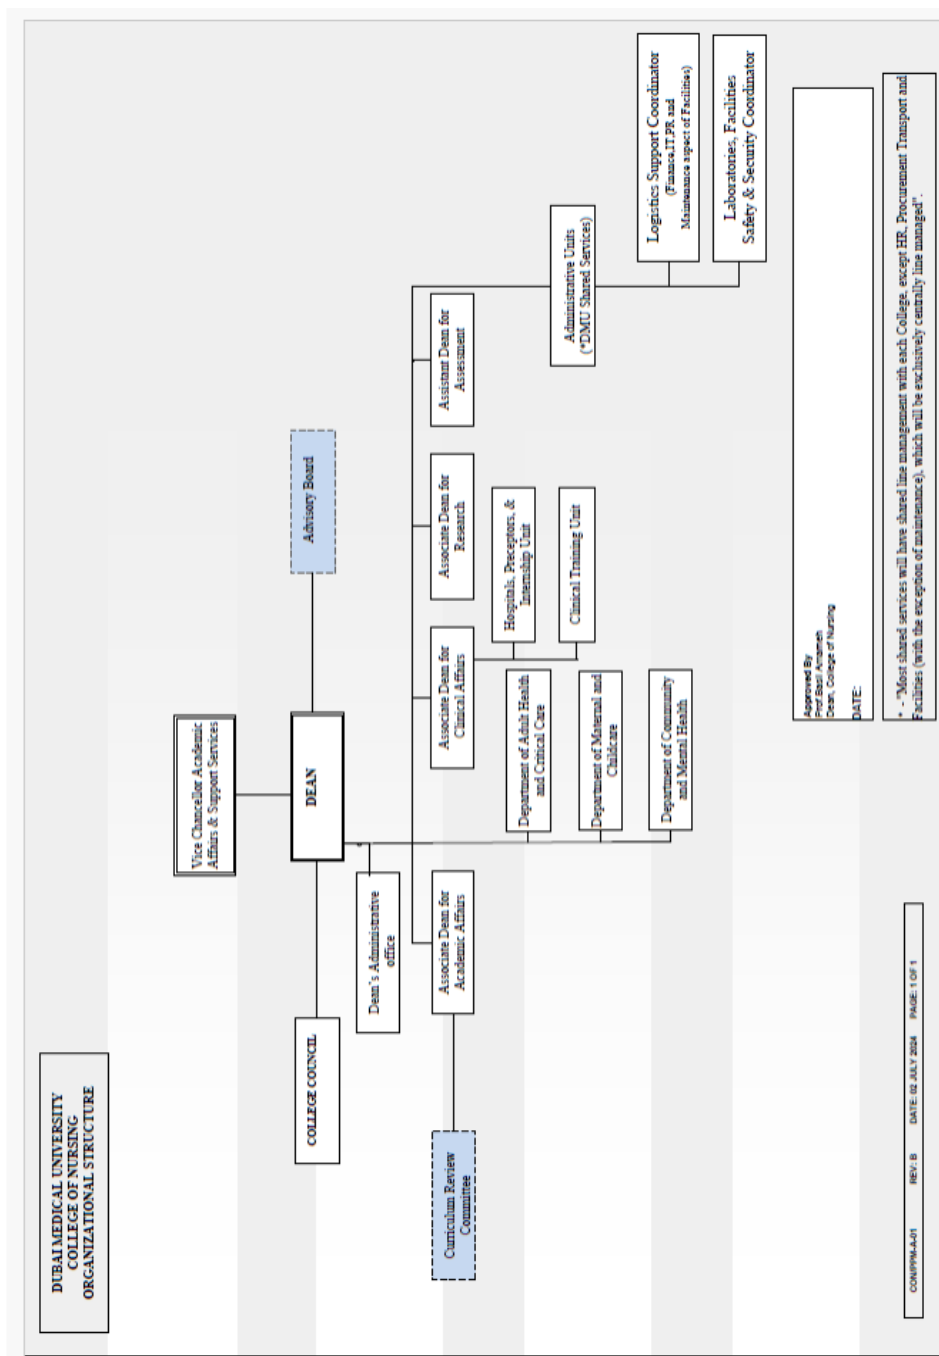 DUBAI MEDICAL UNIVERSITY
COLLEGE OF NURSING
ORGANIZATIONAL STRUCTURE
Vice Chancellor Academic
Affairs & Support Services
DEAN
Advisory Board
COLLEGE COUNCIL
Dean's Administrative
office
Curriculum Review
Committee
Associate Dean for
Academic Affairs
Associate Dean for
Clinical Affairs
Associate Dean for
Research
Assistant Dean for
Assessment
Department of Adult Health
and Critical Care
Department of Maternal and
Childcare
Department of Community
and Mental Health
Hospitals, Preceptors, &
Internship Unit
Clinical Training Unit
Administrative Units
(*DMU Shared Services)
Logistics Support Coordinator
(Finance,IT,PR and
Maintenance aspect of Facilities)
Laboratories, Facilities
Safety & Security Coordinator
Approved By
Prof.Basil
Dean, College of Nursing
DATE:
* - "Most shared services will have shared line management with each College, except HR, Procurement Transport and
Facilities (with the exception of maintenance), which will be exclusively centrally line managed".
CON/PPM-A-01 REV: B DATE: 02 JULY 2024 PAGE: 1 OF 1